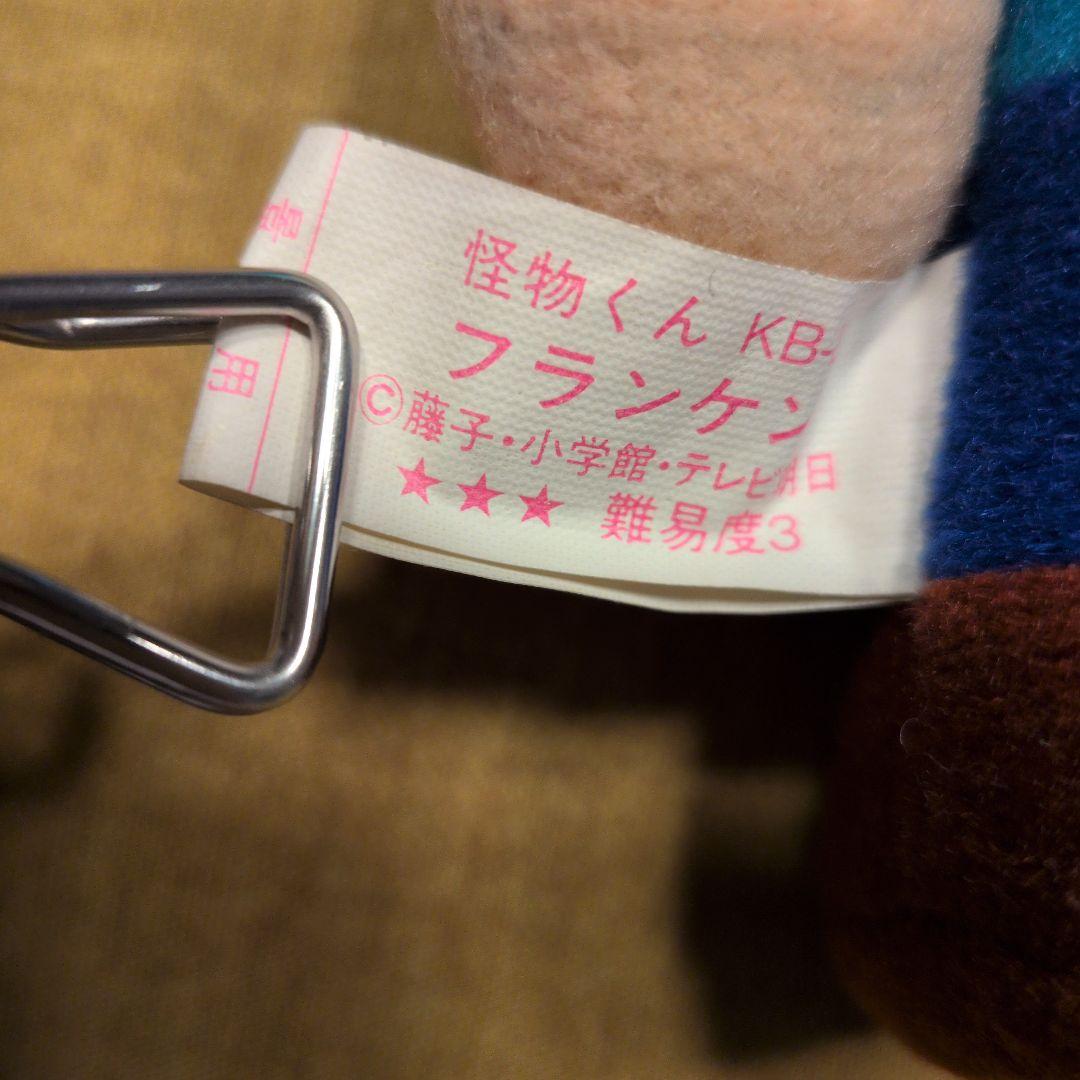 怪物くん KB-
フランケン
©藤子・小学館・テレビ朝日
★★★ 難易度3
用